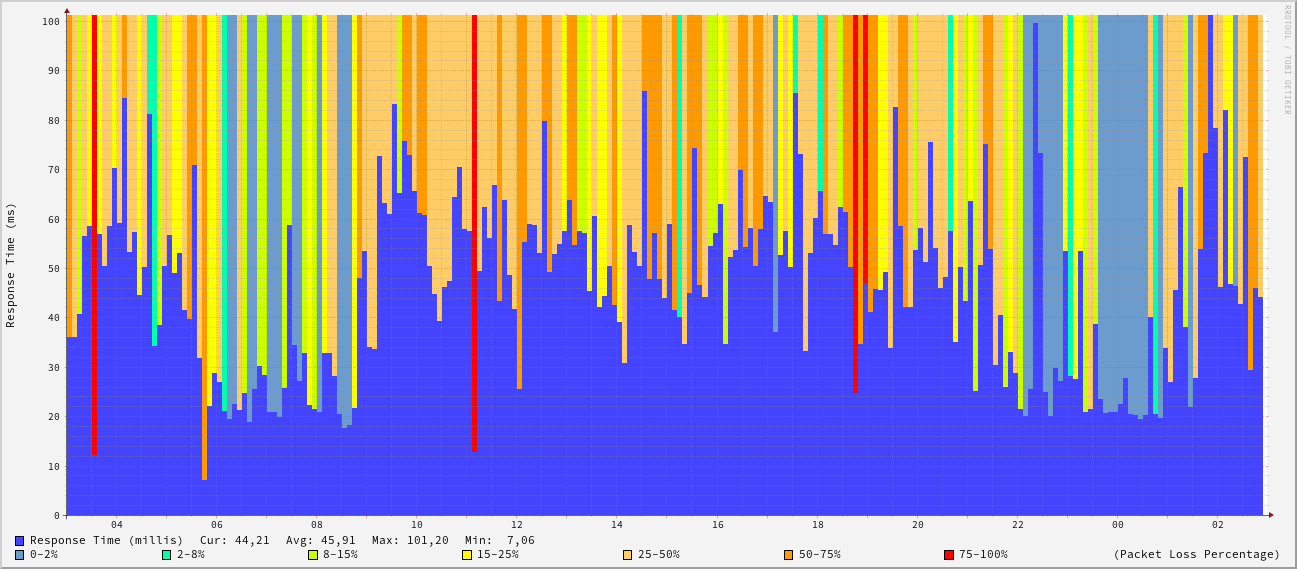 RRDTOOL / TOBI OETIKER
Response Time (ms)
100
90
80
70
60
50
40
30
20
10
0
04 06 08 10 12 14 16 18 20 22 00 02
Response Time (millis) Cur: 44,21 Avg: 45,91 Max: 101,20 Min: 7,06
0-2% 2-8% 8-15% 15-25% 25-50% 50-75% 75-100% (Packet Loss Percentage)